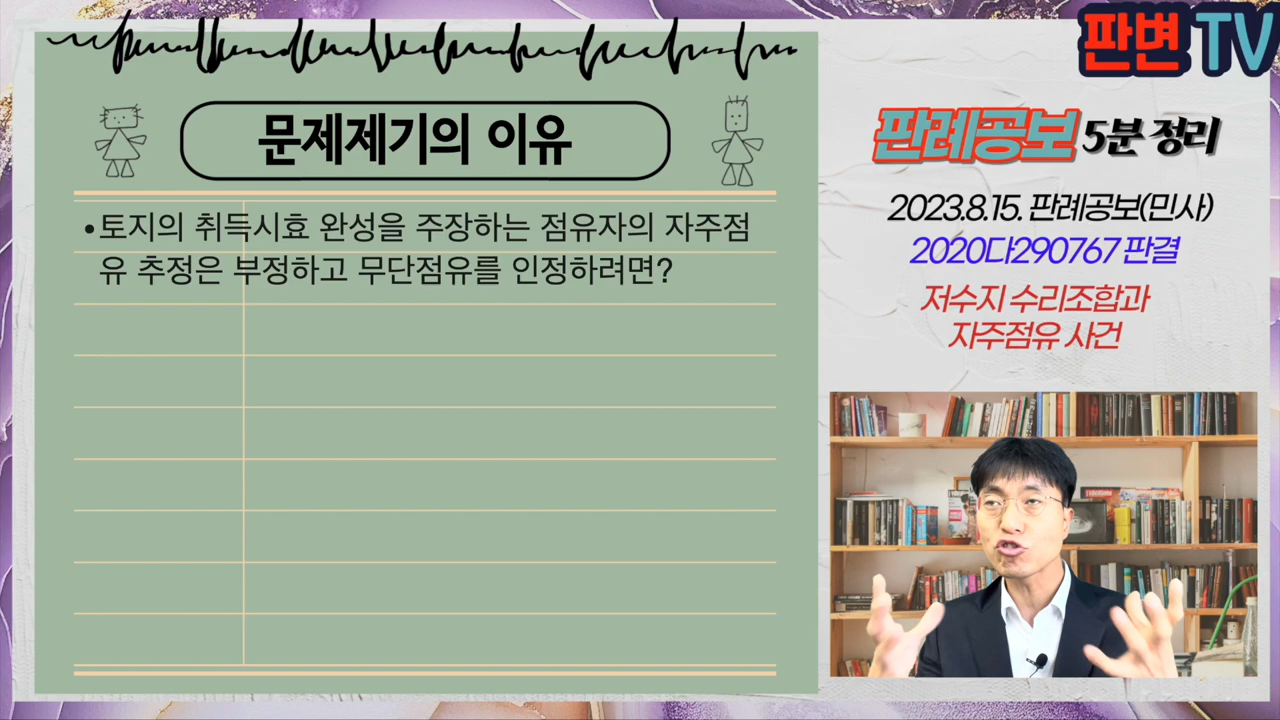 판변 TV
문제제기의 이유
•토지의 취득시효 완성을 주장하는 점유자의 자주점
유 추정은 부정하고 무단점유를 인정하려면?
판례공보 5분 정리
2023.8.15. 판례공보(민사)
2020다290767 판결
저수지 수리조합과
자주점유 사건